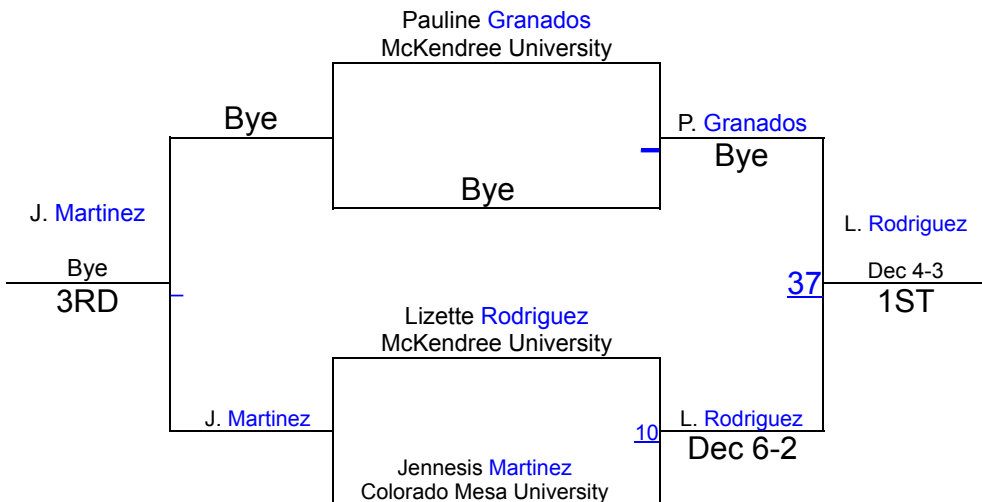 Pauline Granados
McKendree University
Bye
P. Granados
Bye
Bye
J. Martinez
L. Rodriguez
Bye
3RD
37
Dec 4-3
1ST
Lizette Rodriguez
McKendree University
J. Martinez
10
L. Rodriguez
Dec 6-2
Jennesis Martinez
Colorado Mesa University